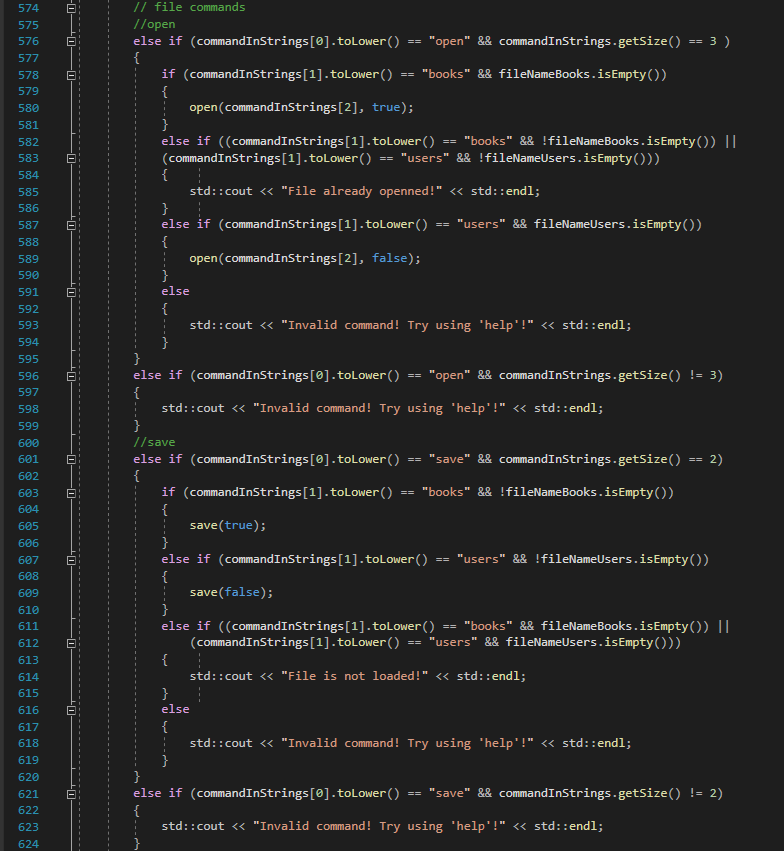 574 // file commands
575 //open
576 else if (commandInStrings[0].toLower() == "open" && commandInStrings.getSize() == 3 )
577 {
578 if (commandInStrings[1].toLower() == "books" && fileNameBooks.isEmpty())
579 {
580 open(commandInStrings[2], true);
581 }
582 else if ((commandInStrings[1].toLower() == "books" && !fileNameBooks.isEmpty()) ||
583 (commandInStrings[1].toLower() == "users" && !fileNameUsers.isEmpty()))
584 {
585 std::cout << "File already openned!" << std::endl;
586 }
587 else if (commandInStrings[1].toLower() == "users" && fileNameUsers.isEmpty())
588 {
589 open(commandInStrings[2], false);
590 }
591 else
592 {
593 std::cout << "Invalid command! Try using 'help'!" << std::endl;
594 }
595 }
596 else if (commandInStrings[0].toLower() == "open" && commandInStrings.getSize() != 3)
597 {
598 std::cout << "Invalid command! Try using 'help'!" << std::endl;
599 }
600 //save
601 else if (commandInStrings[0].toLower() == "save" && commandInStrings.getSize() == 2)
602 {
603 if (commandInStrings[1].toLower() == "books" && !fileNameBooks.isEmpty())
604 {
605 save(true);
606 }
607 else if (commandInStrings[1].toLower() == "users" && !fileNameUsers.isEmpty())
608 {
609 save(false);
610 }
611 else if ((commandInStrings[1].toLower() == "books" && fileNameBooks.isEmpty()) ||
612 (commandInStrings[1].toLower() == "users" && fileNameUsers.isEmpty()))
613 {
614 std::cout << "File is not loaded!" << std::endl;
615 }
616 else
617 {
618 std::cout << "Invalid command! Try using 'help'!" << std::endl;
619 }
620 }
621 else if (commandInStrings[0].toLower() == "save" && commandInStrings.getSize() != 2)
622 {
623 std::cout << "Invalid command! Try using 'help'!" << std::endl;
624 }